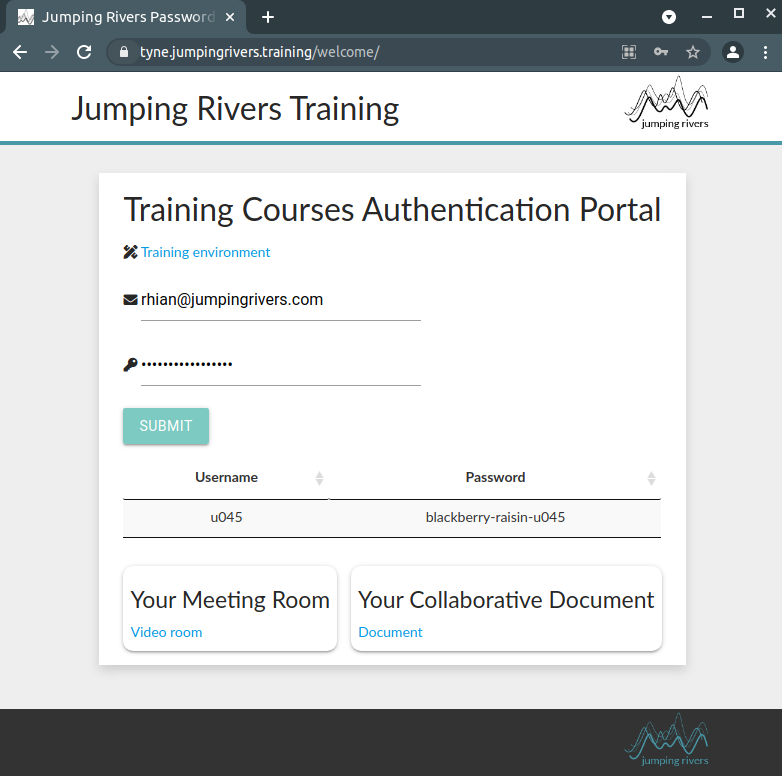 Jumping Rivers Password
tyne.jumpingrivers.training/welcome/
Jumping Rivers Training
jumping rivers
Training Courses Authentication Portal
Training environment
rhian@jumpingrivers.com
•••••••••••••••••
SUBMIT
Username Password
u045 blackberry-raisin-u045
Your Meeting Room Your Collaborative Document
Video room Document
jumping rivers